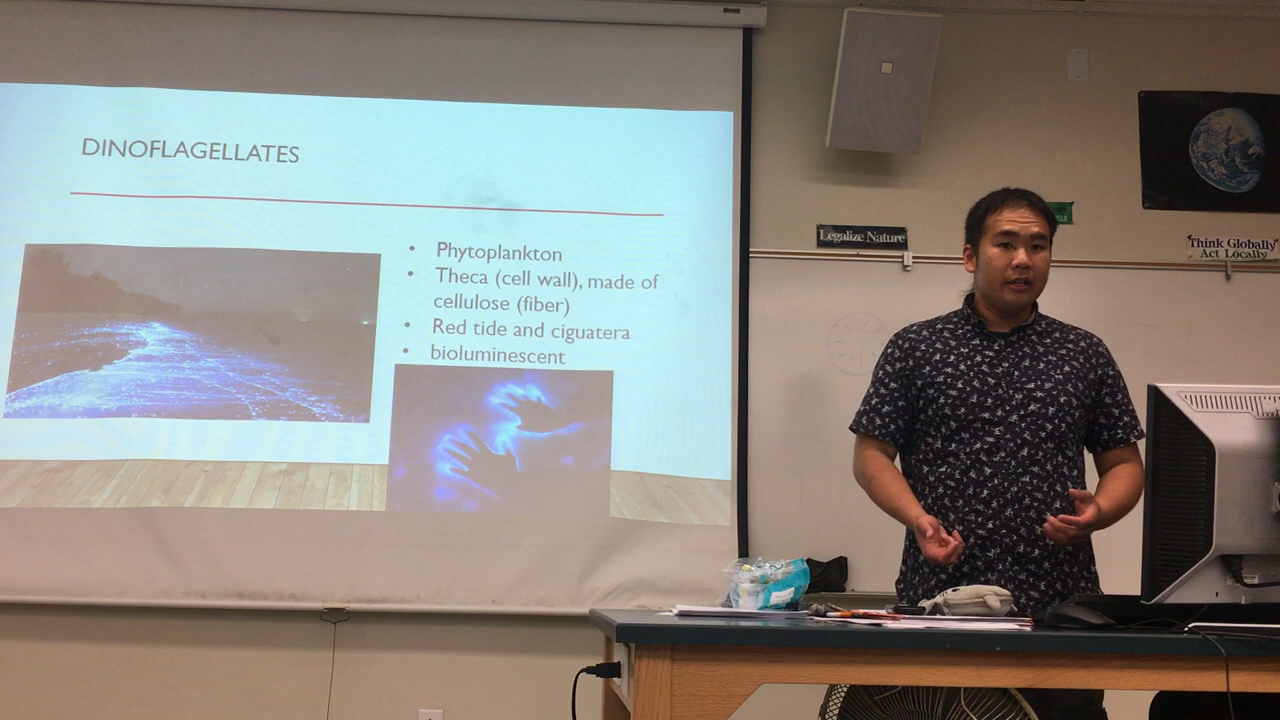 DINOFLAGELLATES
• Phytoplankton
• Theca (cell wall), made of
cellulose (fiber)
• Red tide and ciguatera
• bioluminescent
Legalize Nature
Think Globally
Act Locally